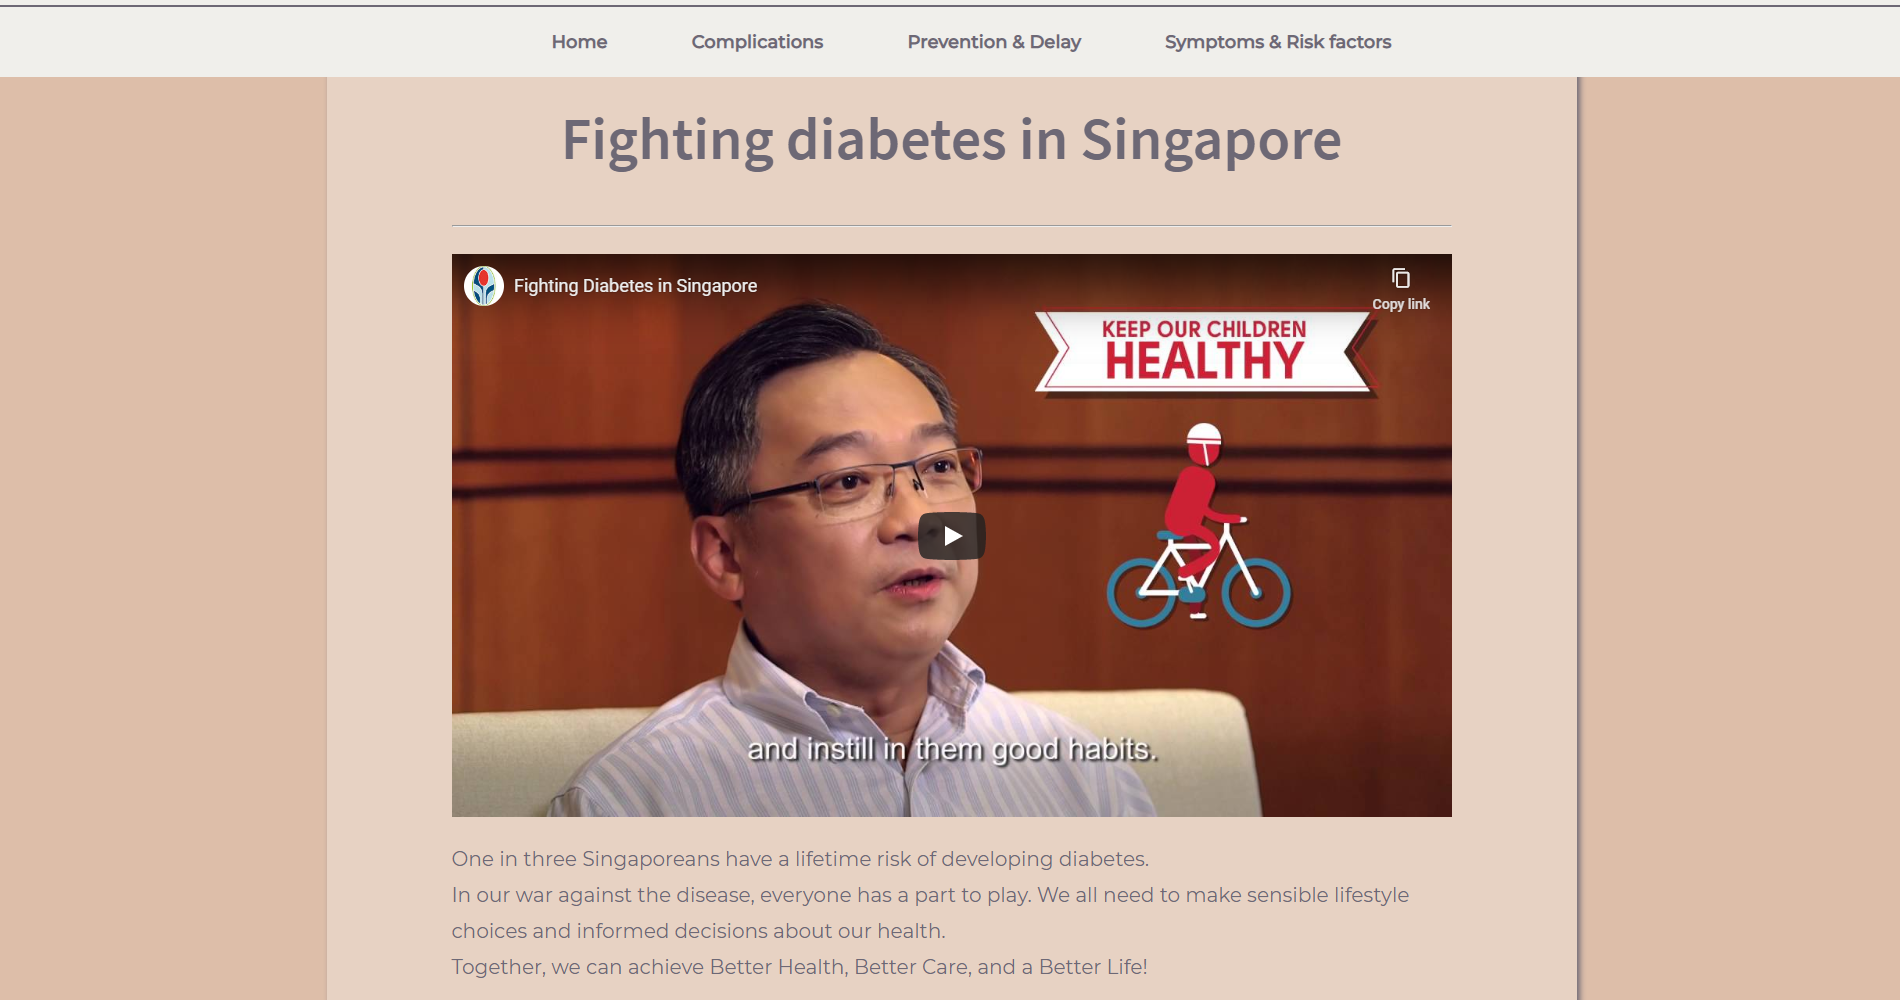 Home Complications Prevention & Delay Symptoms & Risk factors
Fighting diabetes in Singapore
Fighting Diabetes in Singapore
Copy link
KEEP OUR CHILDREN
HEALTHY
and instill in them good habits.
One in three Singaporeans have a lifetime risk of developing diabetes.
In our war against the disease, everyone has a part to play. We all need to make sensible lifestyle
choices and informed decisions about our health.
Together, we can achieve Better Health, Better Care, and a Better Life!